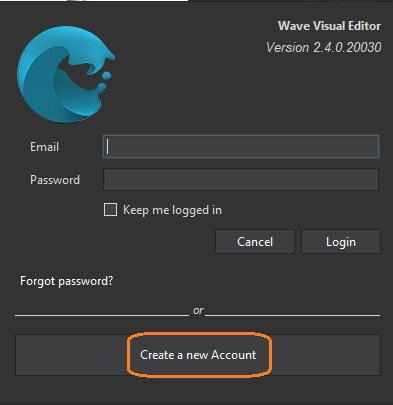 Wave Visual Editor
Version 2.4.0.20030
Email
Password
Keep me logged in
Cancel Login
Forgot password?
or
Create a new Account